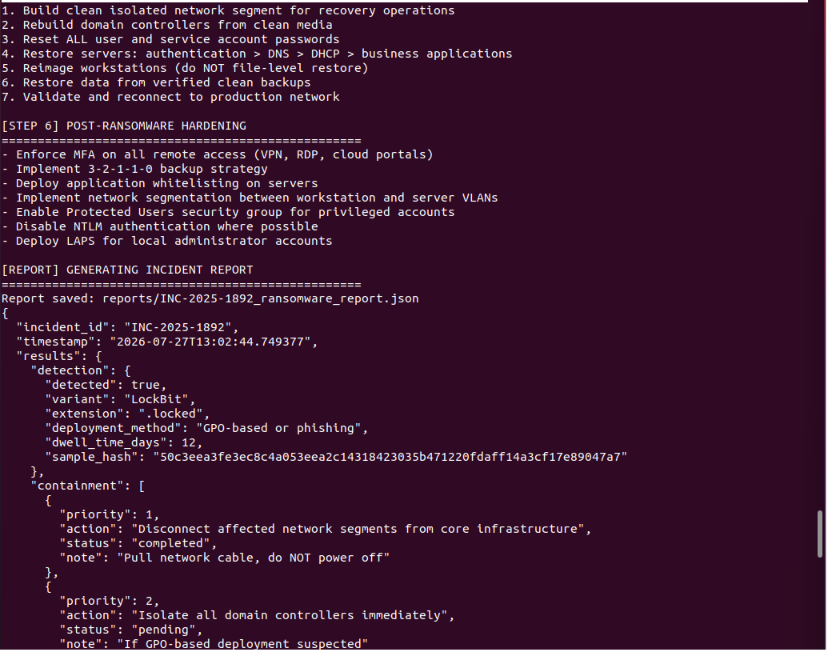 1. Build clean isolated network segment for recovery operations
2. Rebuild domain controllers from clean media
3. Reset ALL user and service account passwords
4. Restore servers: authentication > DNS > DHCP > business applications
5. Reimage workstations (do NOT file-level restore)
6. Restore data from verified clean backups
7. Validate and reconnect to production network

[STEP 6] POST-RANSOMWARE HARDENING
==================================================
- Enforce MFA on all remote access (VPN, RDP, cloud portals)
- Implement 3-2-1-1-0 backup strategy
- Deploy application whitelisting on servers
- Implement network segmentation between workstation and server VLANs
- Enable Protected Users security group for privileged accounts
- Disable NTLM authentication where possible
- Deploy LAPS for local administrator accounts

[REPORT] GENERATING INCIDENT REPORT
==================================================
Report saved: reports/INC-2025-1892_ransomware_report.json
{
  "incident_id": "INC-2025-1892",
  "timestamp": "2026-07-27T13:02:44.749377",
  "results": {
    "detection": {
      "detected": true,
      "variant": "LockBit",
      "extension": ".locked",
      "deployment_method": "GPO-based or phishing",
      "dwell_time_days": 12,
      "sample_hash": "50c3eea3fe3ec8c4a053eea2c14318423035b471220fdaff14a3cf17e89047a7"
    },
    "containment": [
      {
        "priority": 1,
        "action": "Disconnect affected network segments from core infrastructure",
        "status": "completed",
        "note": "Pull network cable, do NOT power off"
      },
      {
        "priority": 2,
        "action": "Isolate all domain controllers immediately",
        "status": "pending",
        "note": "If GPO-based deployment suspected"